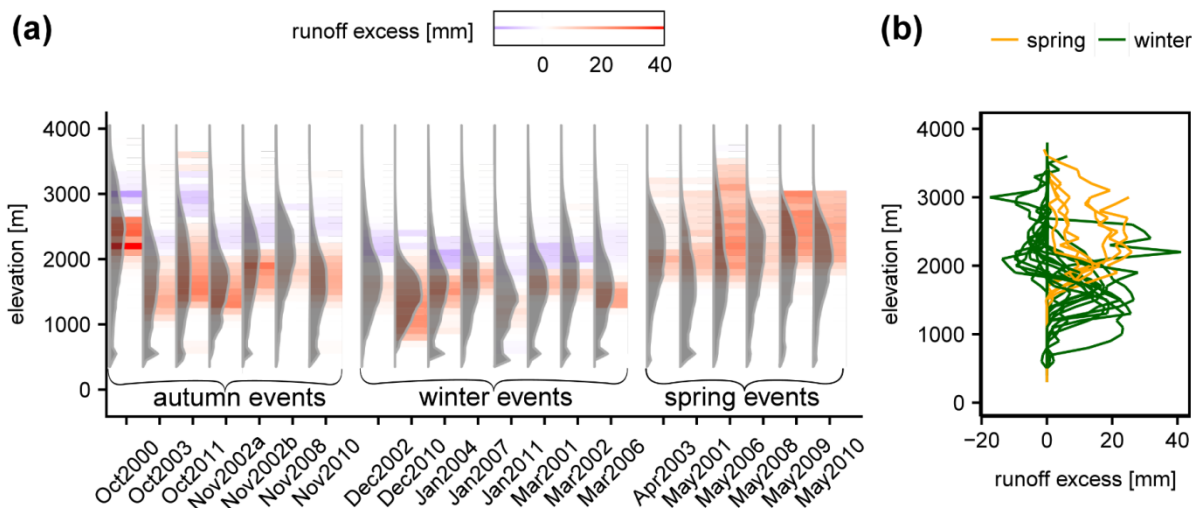 (a)
runoff excess [mm]
0 20 40
(b)
spring winter
elevation [m]
4000
3000
2000
1000
0
autumn events winter events spring events
Oct2000
Oct2003
Oct2011
Nov2002a
Nov2002b
Nov2008
Nov2010
Dec2002
Dec2010
Jan2004
Jan2007
Jan2011
Mar2001
Mar2002
Mar2006
Apr2003
May2001
May2006
May2008
May2009
May2010
elevation [m]
4000
3000
2000
1000
0
−20 0 20 40
runoff excess [mm]